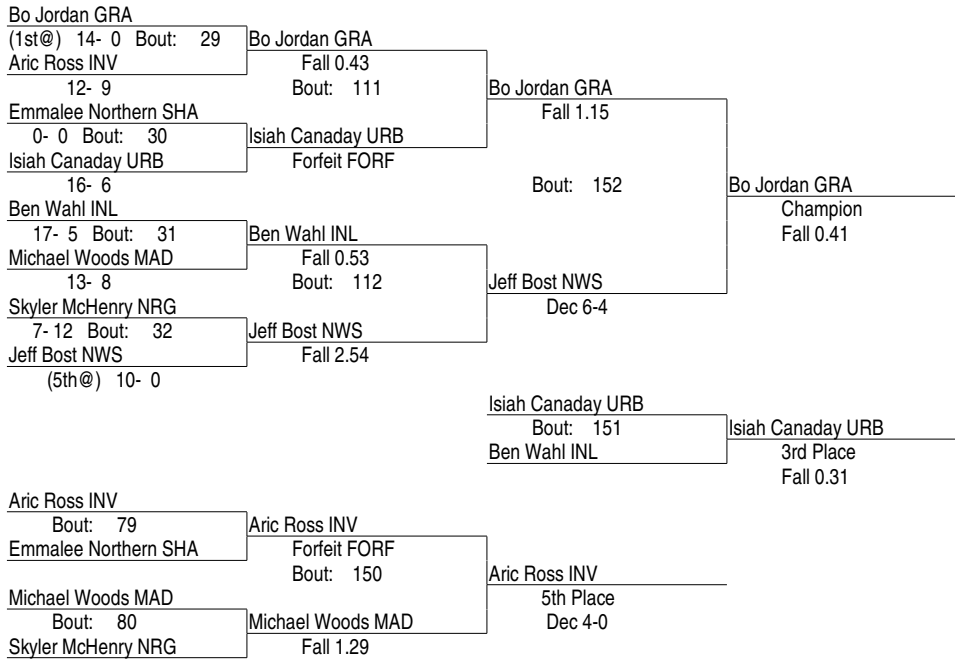 Bo Jordan GRA
(1st@) 14- 0 Bout: 29
Aric Ross INV
12- 9
Emmalee Northern SHA
0- 0 Bout: 30
Isiah Canaday URB
16- 6
Ben Wahl INL
17- 5 Bout: 31
Michael Woods MAD
13- 8
Skyler McHenry NRG
7- 12 Bout: 32
Jeff Bost NWS
(5th@) 10- 0
Bo Jordan GRA
Fall 0.43
Bout: 111
Isiah Canaday URB
Forfeit FORF
Ben Wahl INL
Fall 0.53
Bout: 112
Jeff Bost NWS
Fall 2.54
Bo Jordan GRA
Fall 1.15
Bout: 152
Jeff Bost NWS
Dec 6-4
Bo Jordan GRA
Champion
Fall 0.41
Isiah Canaday URB
Bout: 151
Ben Wahl INL
Isiah Canaday URB
3rd Place
Fall 0.31
Aric Ross INV
Bout: 79
Emmalee Northern SHA
Michael Woods MAD
Bout: 80
Skyler McHenry NRG
Aric Ross INV
Forfeit FORF
Bout: 150
Michael Woods MAD
Fall 1.29
Aric Ross INV
5th Place
Dec 4-0